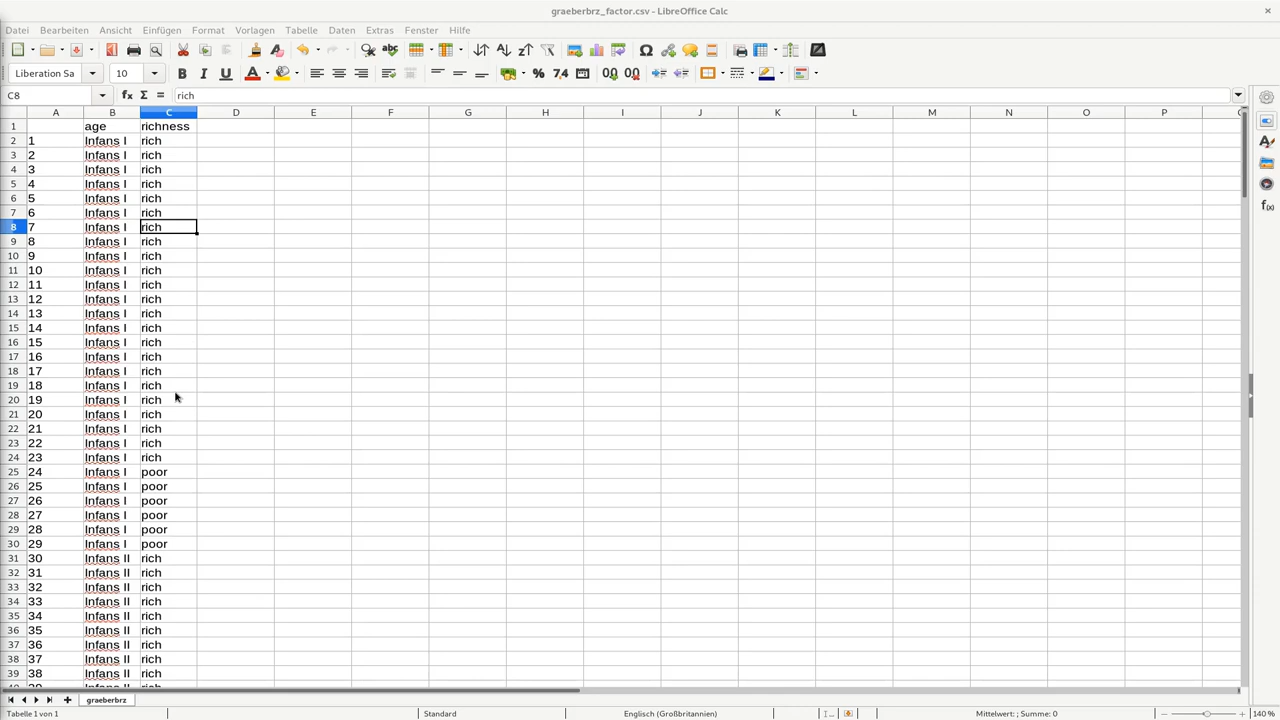 graeberbrz_factor.csv - LibreOffice Calc
Datei Bearbeiten Ansicht Einfügen Format Vorlagen Tabelle Daten Extras Fenster Hilfe
Liberation Sa 10
C8 rich
A B C D E F G H I J K L M N O P
1 age richness
2 1 Infans I rich
3 2 Infans I rich
4 3 Infans I rich
5 4 Infans I rich
6 5 Infans I rich
7 6 Infans I rich
8 7 Infans I rich
9 8 Infans I rich
10 9 Infans I rich
11 10 Infans I rich
12 11 Infans I rich
13 12 Infans I rich
14 13 Infans I rich
15 14 Infans I rich
16 15 Infans I rich
17 16 Infans I rich
18 17 Infans I rich
19 18 Infans I rich
20 19 Infans I rich
21 20 Infans I rich
22 21 Infans I rich
23 22 Infans I rich
24 23 Infans I rich
25 24 Infans I poor
26 25 Infans I poor
27 26 Infans I poor
28 27 Infans I poor
29 28 Infans I poor
30 29 Infans I poor
31 30 Infans II rich
32 31 Infans II rich
33 32 Infans II rich
34 33 Infans II rich
35 34 Infans II rich
36 35 Infans II rich
37 36 Infans II rich
38 37 Infans II rich
39 38 Infans II rich
graeberbrz
Tabelle 1 von 1 Standard Englisch (Großbritannien) Mittelwert: ; Summe: 0 140 %